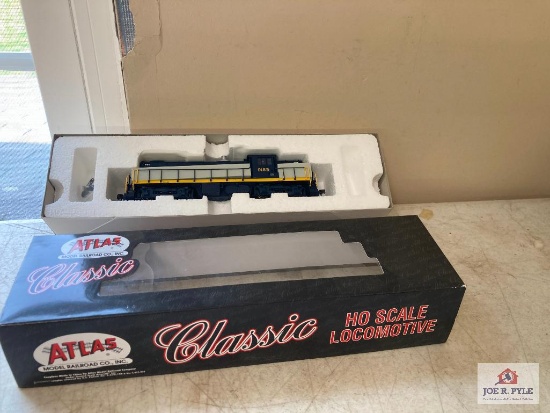 ATLAS
MODEL RAILROAD CO., INC.
Classic
ATLAS
MODEL RAILROAD CO., INC.
Classic
HO SCALE
LOCOMOTIVE
JOE R. PYLE